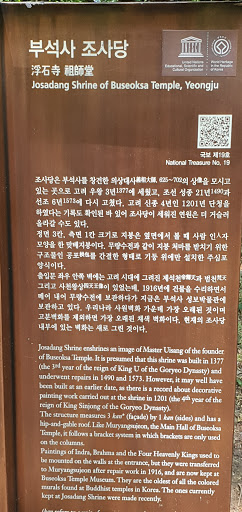 부석사 조사당
浮石寺 祖師堂
Josadang Shrine of Buseoksa Temple, Yeongju
United Nations
Educational, Scientific and
Cultural Organization
World Heritage in
the Republic of
Korea
국보 제19호
National Treasure No. 19
조사당은 부석사를 창건한 의상대사義湘大師, 625~702의 상像을 모시고
있는 곳으로 고려 우왕 3년1377에 세웠고, 조선 성종 21년1490과
선조 6년1573에 다시 고쳤다. 고려 신종 4년인 1201년 단청을
하였다는 기록도 확인된 바 있어 조사당이 세워진 연원은 더 거슬러
올라갈 수도 있다.
정면 3칸, 측면 1칸 크기로 지붕은 옆면에서 볼 때 사람 인人자
모양을 한 맞배지붕이다. 무량수전과 같이 지붕 처마를 받치기 위한
구조물인 공포를 간결한 형태로 기둥 위에만 설치한 주심포
양식이다.
출입문 좌우 안쪽 벽에는 고려 시대에 그려진 제석천帝釋天과 범천梵天
그리고 사천왕상四天王像이 있었는데, 1916년에 건물을 수리하면서
떼어 내어 무량수전에 보관하다가 지금은 부석사 성보박물관에
보관하고 있다. 우리나라 사원벽화 가운데 가장 오래된 것이며
고분벽화를 제외하면 가장 오래된 채색 벽화이다. 현재의 조사당
내부에 있는 벽화는 새로 그린 것이다.
Josadang Shrine enshrines an image of Master Uisang of the founder
of Buseoksa Temple. It is presumed that this shrine was built in 1377
(the 3rd year of the reign of King U of the Goryeo Dynasty) and
underwent repairs in 1490 and 1573. However, it may well have
been built at an earlier date, as there is a record about decorative
painting work carried out at the shrine in 1201 (the 4th year of the
reign of King Sinjong of the Goryeo Dynasty).
The structure measures 3 kan* (façade) by 1 kan (sides) and has a
hip-and-gable roof. Like Muryangsujeon, the Main Hall of Buseoksa
Temple, it follows a bracket system in which brackets are only used
on the columns.
Paintings of Indra, Brahma and the Four Heavenly Kings used to
be mounted on the walls at the entrance, but they were transferred
to Muryangsujeon after repair work in 1916, and are now kept at
Buseoksa Temple Museum. They are the oldest of all the colored
murals found at Buddhist temples in Korea. The ones currently
kept at Josadang Shrine were made recently.